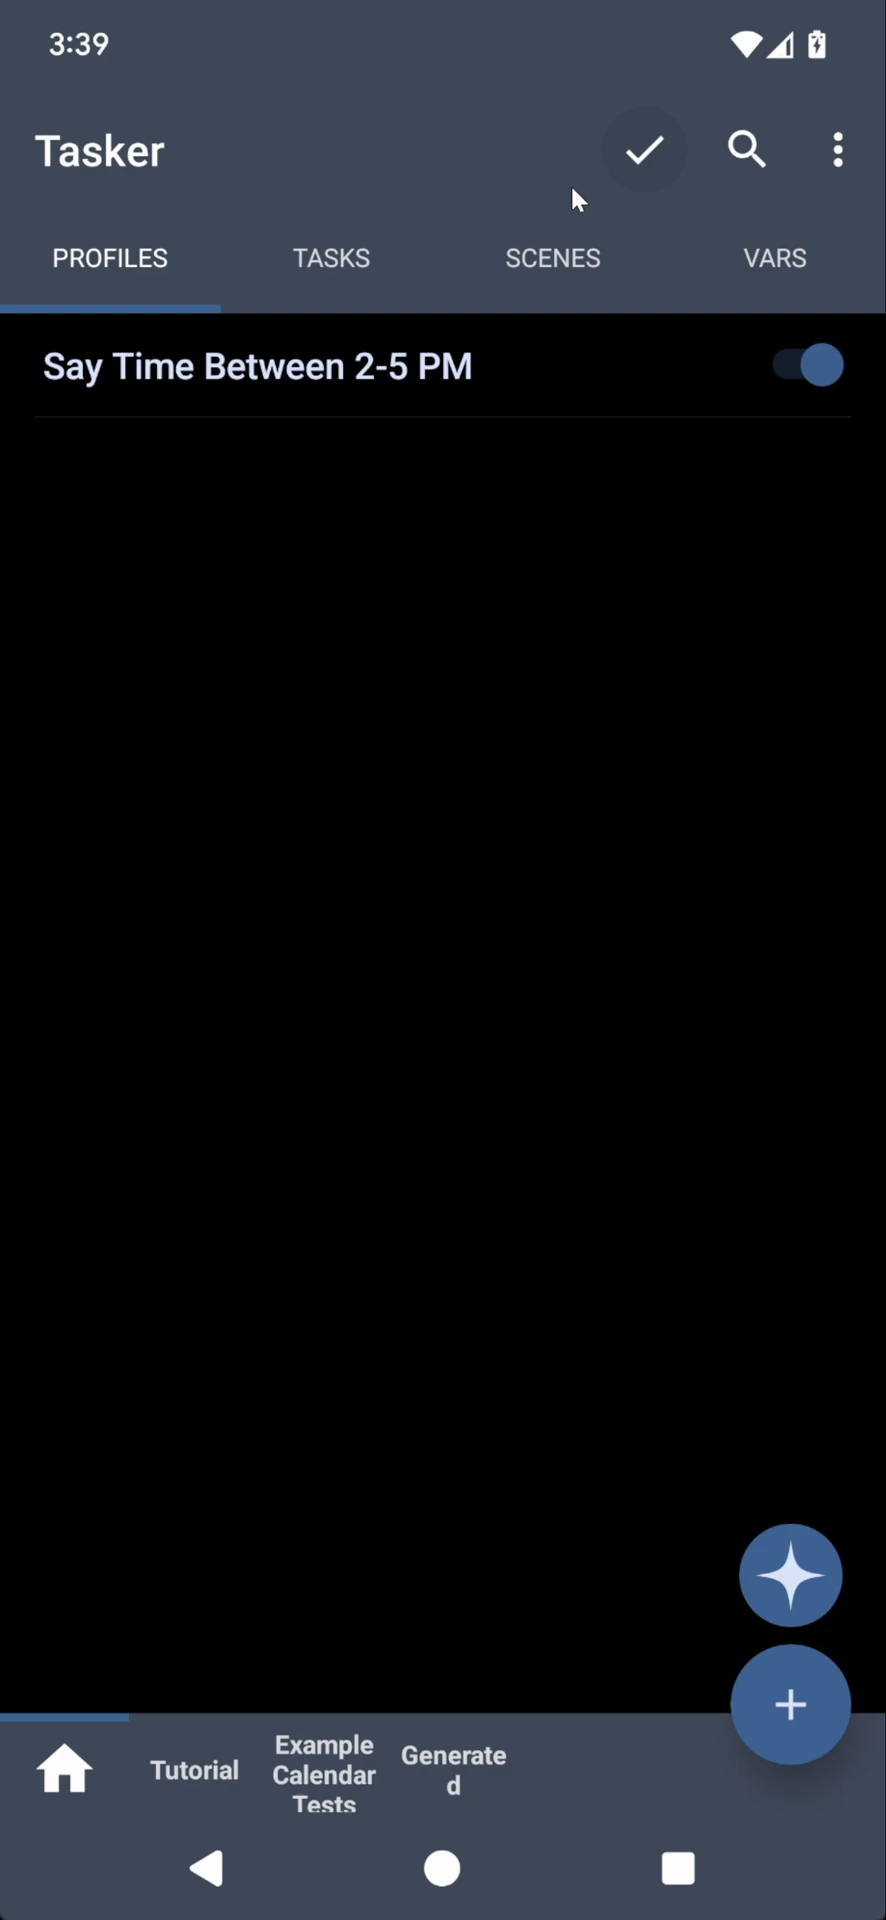 3:39
Tasker
PROFILES TASKS SCENES VARS
Say Time Between 2-5 PM
Tutorial
Example
Calendar
Tests
Generate
d